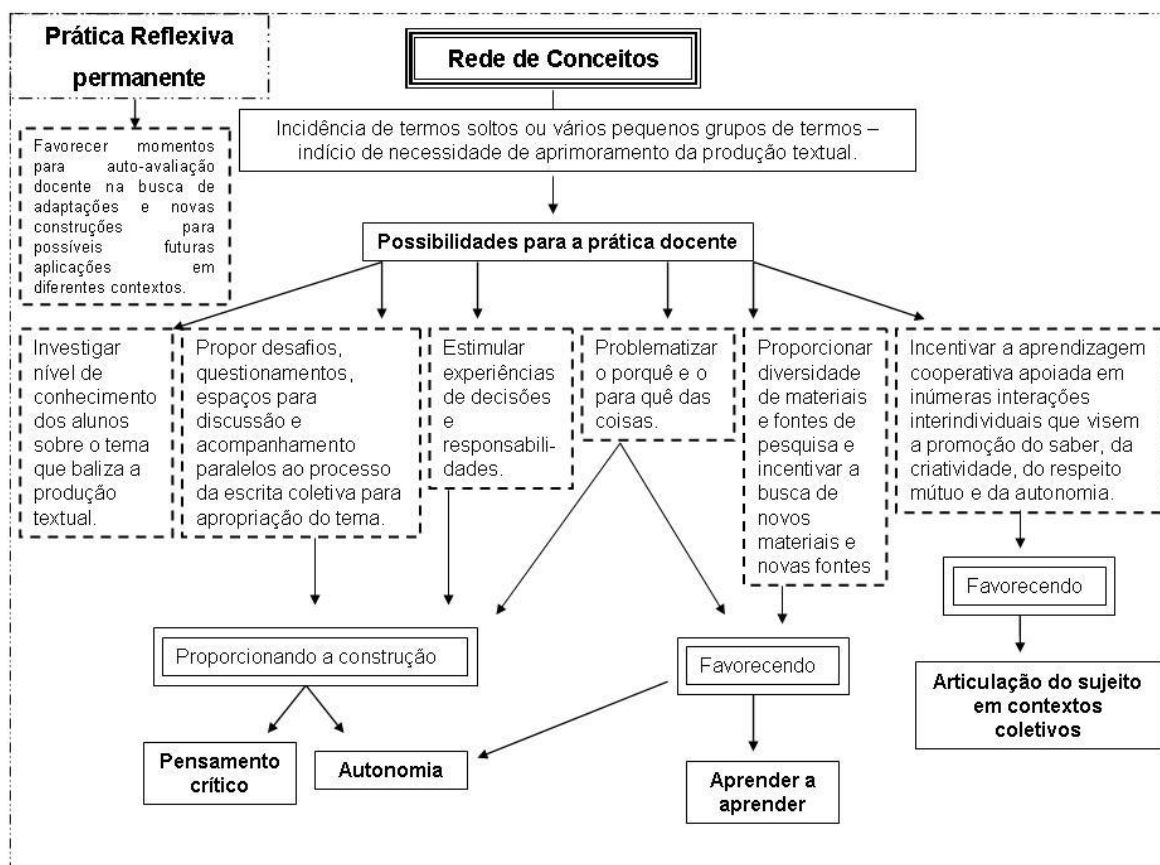 Prática Reflexiva
permanente
Rede de Conceitos
Incidência de termos soltos ou vários pequenos grupos de termos –
indício de necessidade de aprimoramento da produção textual.
Favorecer momentos
para auto-avaliação
docente na busca de
adaptações e novas
construções para
possíveis futuras
aplicações em
diferentes contextos.
Possibilidades para a prática docente
Investigar
nível de
conhecimento
dos alunos
sobre o tema
que baliza a
produção
textual.
Propor desafios,
questionamentos,
espaços para
discussão e
acompanhamento
paralelos ao processo
da escrita coletiva para
apropriação do tema.
Estimular
experiências
de decisões
e
responsabili-
dades.
Problematizar
o porquê e o
para quê das
coisas.
Proporcionar
diversidade
de materiais
e fontes de
pesquisa e
incentivar a
busca de
novos
materiais e
novas fontes
Incentivar a aprendizagem
cooperativa apoiada em
inúmeras interações
interindividuais que visem
a promoção do saber, da
criatividade, do respeito
mútuo e da autonomia.
Proporcionando a construção
Favorecendo
Favorecendo
Pensamento
crítico
Autonomia
Aprender a
aprender
Articulação do sujeito
em contextos
coletivos